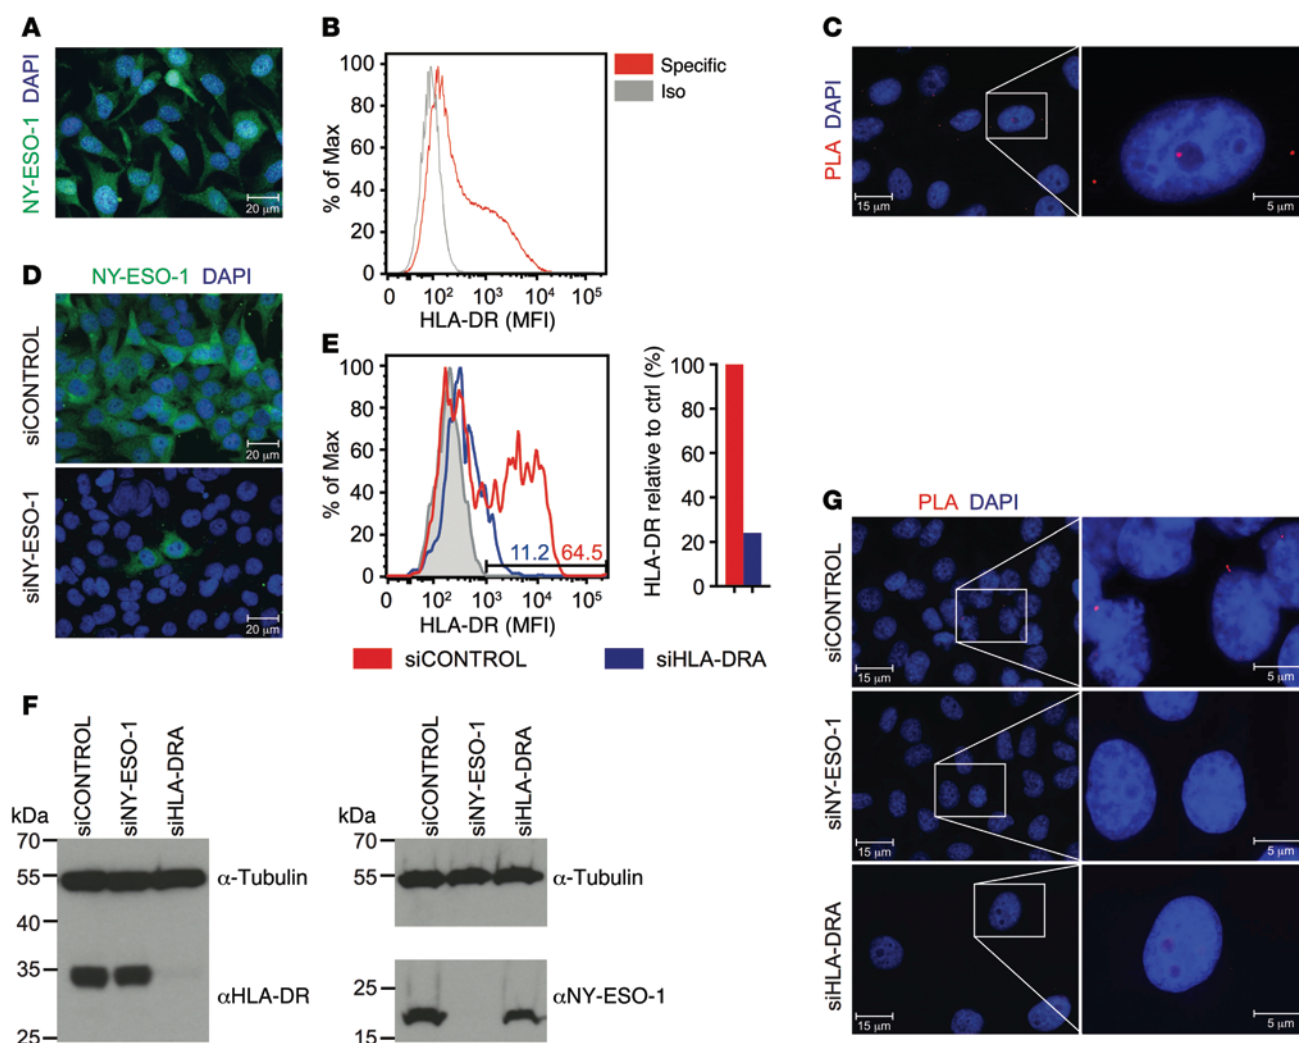 A
NY-ESO-1 DAPI
20 μm
B
100
80
60
40
20
0
% of Max
0 10² 10³ 10⁴ 10⁵
HLA-DR (MFI)
Specific
Iso
C
PLA DAPI
15 μm
5 μm
D
NY-ESO-1 DAPI
siCONTROL
20 μm
siNY-ESO-1
20 μm
E
100
80
60
40
20
0
% of Max
11.2 64.5
0 10² 10³ 10⁴ 10⁵
HLA-DR (MFI)
HLA-DR relative to ctrl (%)
100
80
60
40
20
0
siCONTROL
siHLA-DRA
F
kDa
siCONTROL
siNY-ESO-1
siHLA-DRA
70
55
40
35
25
α-Tubulin
αHLA-DR
kDa
siCONTROL
siNY-ESO-1
siHLA-DRA
70
55
25
15
α-Tubulin
αNY-ESO-1
G
PLA DAPI
siCONTROL
15 μm
5 μm
siNY-ESO-1
15 μm
5 μm
siHLA-DRA
15 μm
5 μm